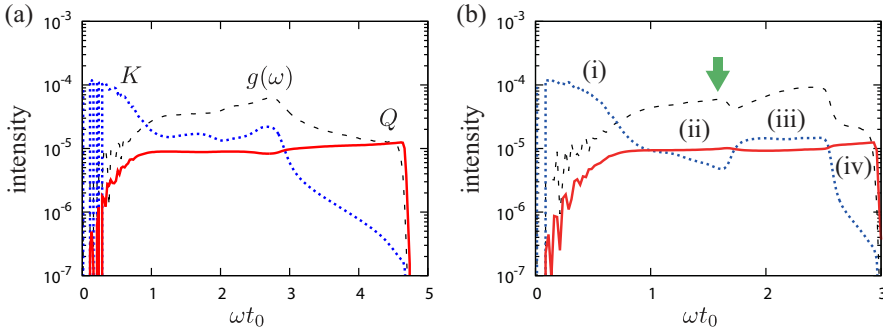 (a)
(b)
intensity
10⁻³
10⁻⁴
10⁻⁵
10⁻⁶
10⁻⁷
K
g(ω)
Q
0 1 2 3 4 5
ωt₀
intensity
10⁻³
10⁻⁴
10⁻⁵
10⁻⁶
10⁻⁷
(i)
(ii)
(iii)
(iv)
0 1 2 3
ωt₀